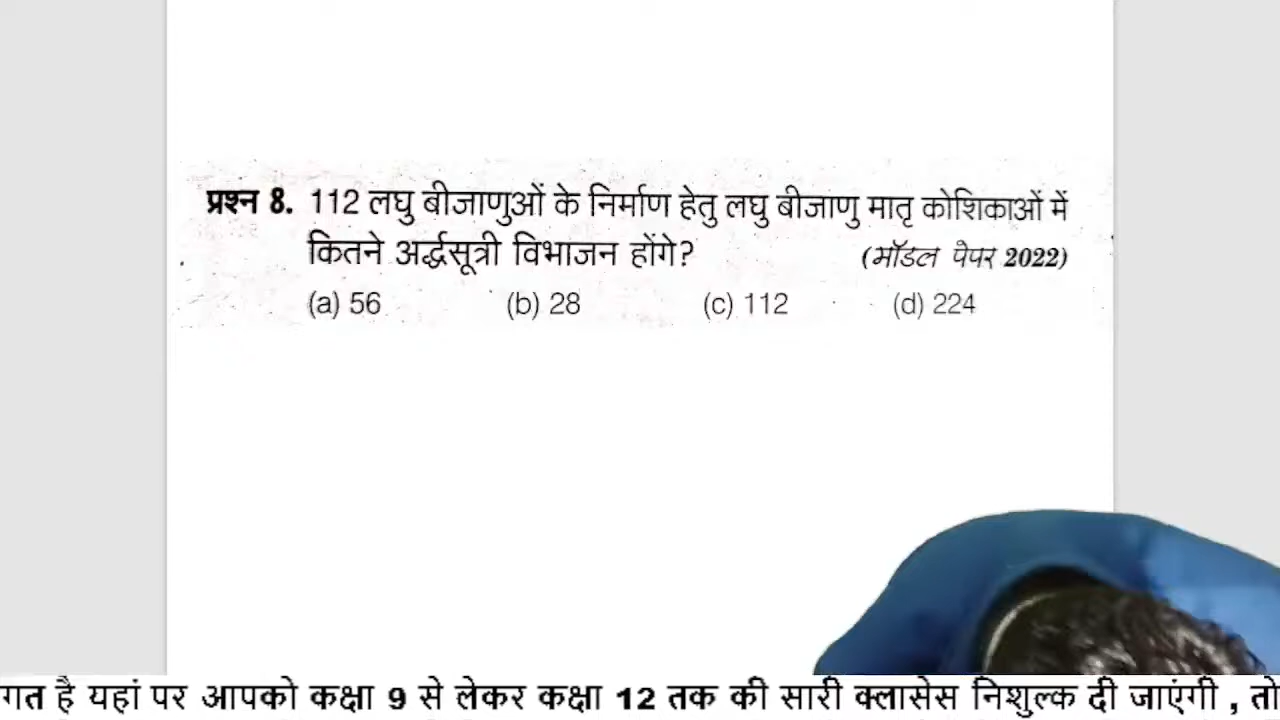 प्रश्न 8. 112 लघु बीजाणुओं के निर्माण हेतु लघु बीजाणु मातृ कोशिकाओं में
कितने अर्द्धसूत्री विभाजन होंगे? (मॉडल पेपर 2022)
(a) 56 (b) 28 (c) 112 (d) 224
गत है यहां पर आपको कक्षा 9 से लेकर कक्षा 12 तक की सारी क्लासेस निशुल्क दी जाएंगी , तो